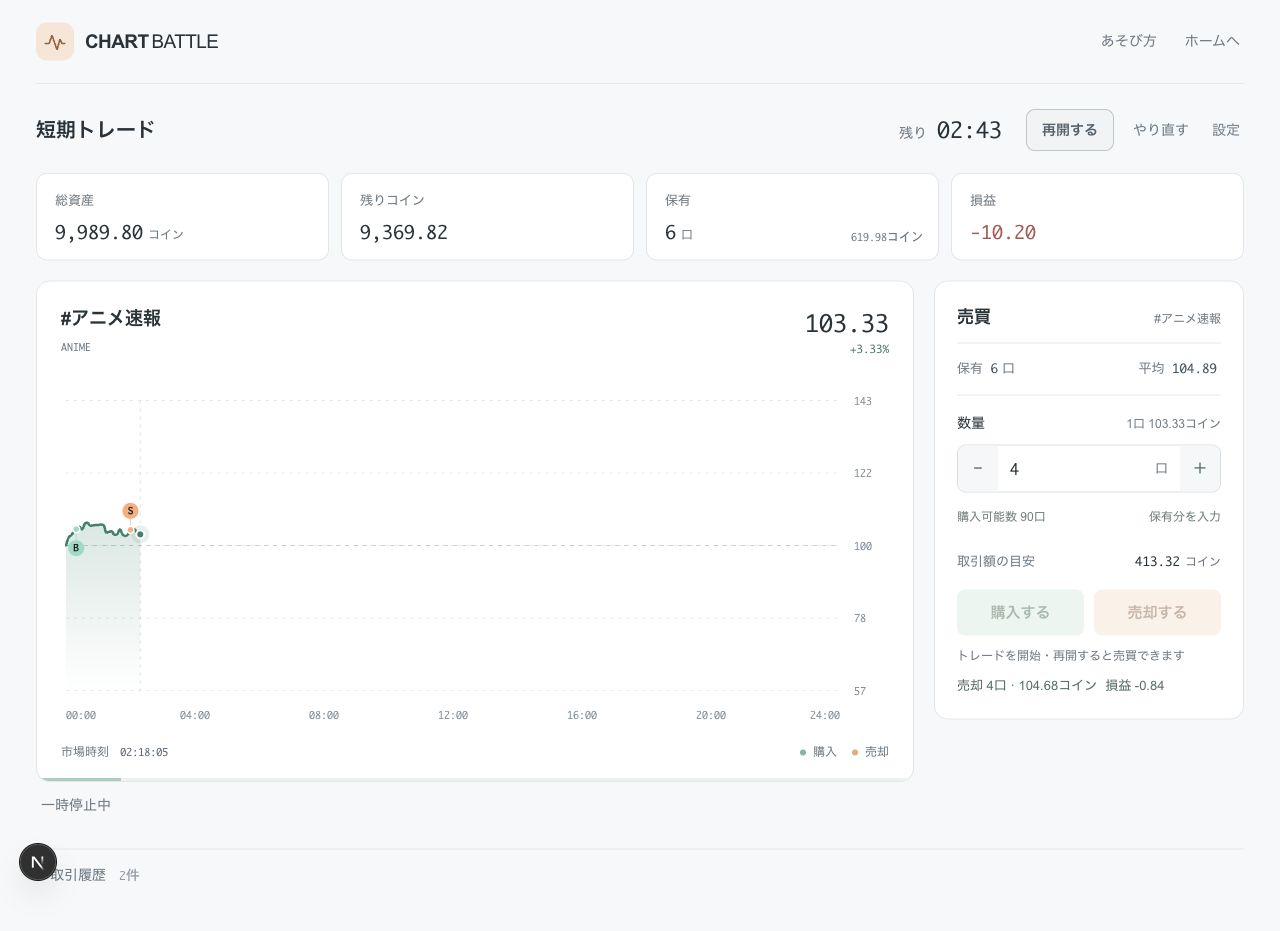 CHART BATTLE
あそび方 ホームへ
短期トレード
残り 02:43 再開する やり直す 設定
総資産
9,989.80 コイン
残りコイン
9,369.82
保有
6 口 619.98コイン
損益
-10.20
#アニメ速報
ANIME
103.33
+3.33%
143
122
100
78
57
S
B
00:00 04:00 08:00 12:00 16:00 20:00 24:00
市場時刻 02:18:05
購入 売却
一時停止中
売買 #アニメ速報
保有 6 口 平均 104.89
数量 1口 103.33コイン
− 4 口 +
購入可能数 90口 保有分を入力
取引額の目安 413.32 コイン
購入する 売却する
トレードを開始・再開すると売買できます
売却 4口 · 104.68コイン 損益 -0.84
N
取引履歴 2件